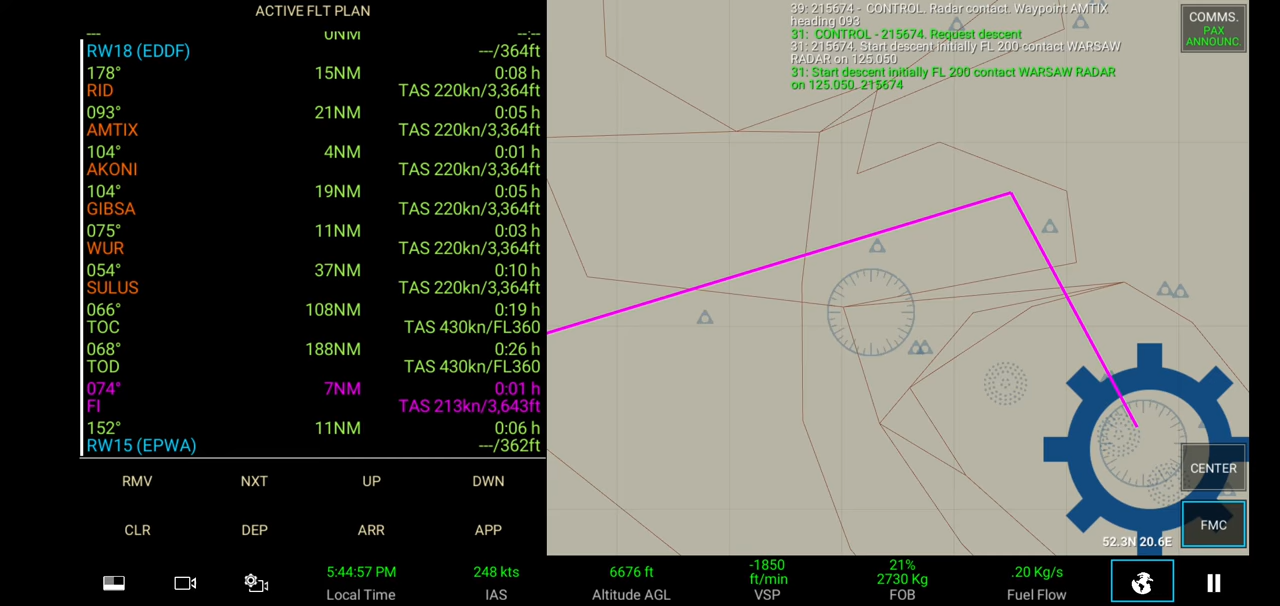 ACTIVE FLT PLAN
--- 0NM --:--
RW18 (EDDF) ---/364ft
178° 15NM 0:08 h
RID TAS 220kn/3,364ft
093° 21NM 0:05 h
AMTIX TAS 220kn/3,364ft
104° 4NM 0:01 h
AKONI TAS 220kn/3,364ft
104° 19NM 0:05 h
GIBSA TAS 220kn/3,364ft
075° 11NM 0:03 h
WUR TAS 220kn/3,364ft
054° 37NM 0:10 h
SULUS TAS 220kn/3,364ft
066° 108NM 0:19 h
TOC TAS 430kn/FL360
068° 188NM 0:26 h
TOD TAS 430kn/FL360
074° 7NM 0:01 h
FI TAS 213kn/3,643ft
152° 11NM 0:06 h
RW15 (EPWA) ---/362ft
RMV NXT UP DWN
CLR DEP ARR APP
39: 215674 - CONTROL. Radar contact. Waypoint AMTIX
heading 093
31: CONTROL - 215674. Request descent
31: 215674. Start descent initially FL 200 contact WARSAW
RADAR on 125.050
31: Start descent initially FL 200 contact WARSAW RADAR
on 125.050. 215674
COMMS.
PAX
ANNOUNC.
CENTER
FMC
52.3N 20.6E
5:44:57 PM
Local Time
248 kts
IAS
6676 ft
Altitude AGL
-1850
ft/min
VSP
21%
2730 Kg
FOB
.20 Kg/s
Fuel Flow